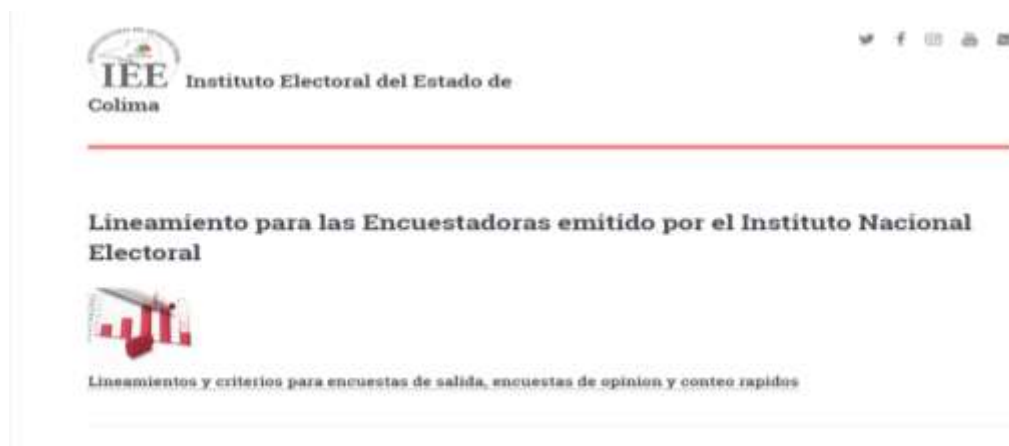 IEE Instituto Electoral del Estado de
Colima
Lineamiento para las Encuestadoras emitido por el Instituto Nacional
Electoral
Lineamientos y criterios para encuestas de salida, encuestas de opinion y conteo rapidos